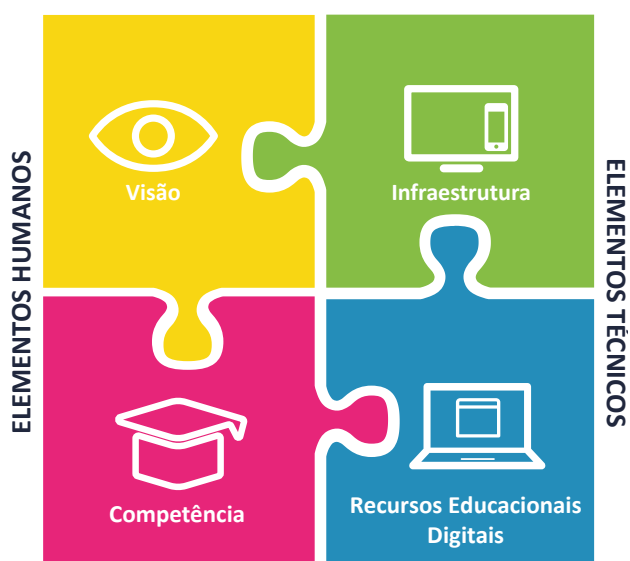 ELEMENTOS HUMANOS
Visão
Infraestrutura
ELEMENTOS TÉCNICOS
Competência
Recursos Educacionais
Digitais